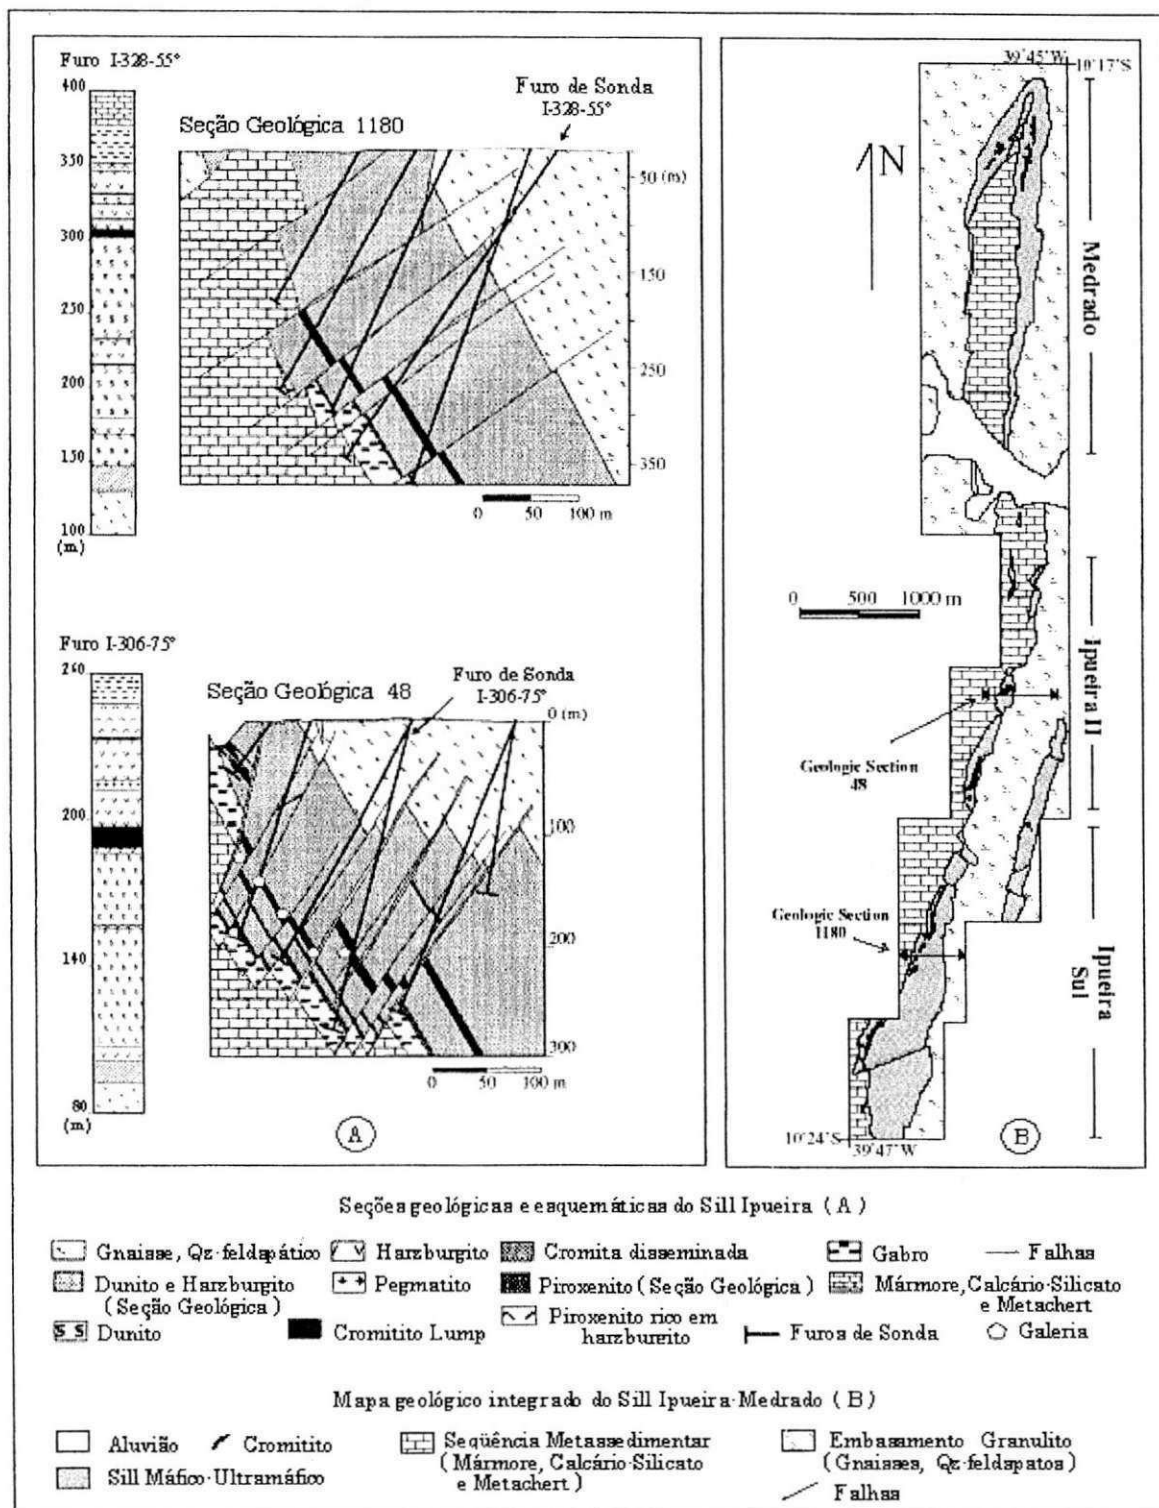 Furo I-328-55°
400
350
300
250
200
150
100
(m)
Seção Geológica 1180
Furo de Sonda
I-328-55°
50 (m)
150
250
350
0 50 100 m
Furo I-306-75°
260
200
140
80
(m)
Seção Geológica 48
Furo de Sonda
I-306-75°
0 (m)
100
200
300
0 50 100 m
A
39°45'W
10°17'S
N
Medrado
0 500 1000 m
Ipueira II
Geologic Section
48
Geologic Section
1180
Ipueira
Sul
10°24'S
39°47'W
B
Seções geológicas e esquemáticas do Sill Ipueira (A)
Gnaisse, Qz-feldspático
Harzburgito
Cromita disseminada
Gabro
Falhas
Dunito e Harzburgito
(Seção Geológica)
Pegmatito
Piroxenito (Seção Geológica)
Mármore, Calcário-Silicato
e Metachert
Dunito
Cromitito Lump
Piroxenito rico em
harzburgito
Furos de Sonda
Galeria
Mapa geológico integrado do Sill Ipueira-Medrado (B)
Aluvião
Cromitito
Seqüência Metassedimentar
(Mármore, Calcário-Silicato
e Metachert)
Embasamento Granulito
(Gnaisses, Qz-feldspatos)
Sill Máfico-Ultramáfico
Falhas